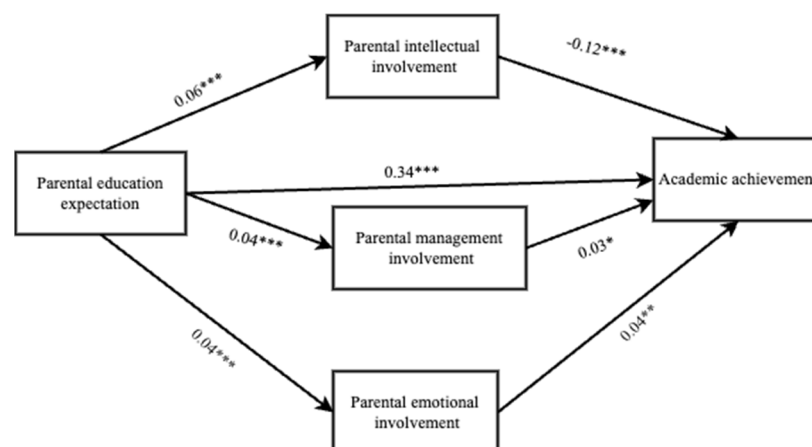 Parental intellectual
involvement
-0.12***
0.06***
Parental education
expectation
0.34***
Academic achievemen
0.04***
Parental management
involvement
0.03*
0.04***
0.04**
Parental emotional
involvement